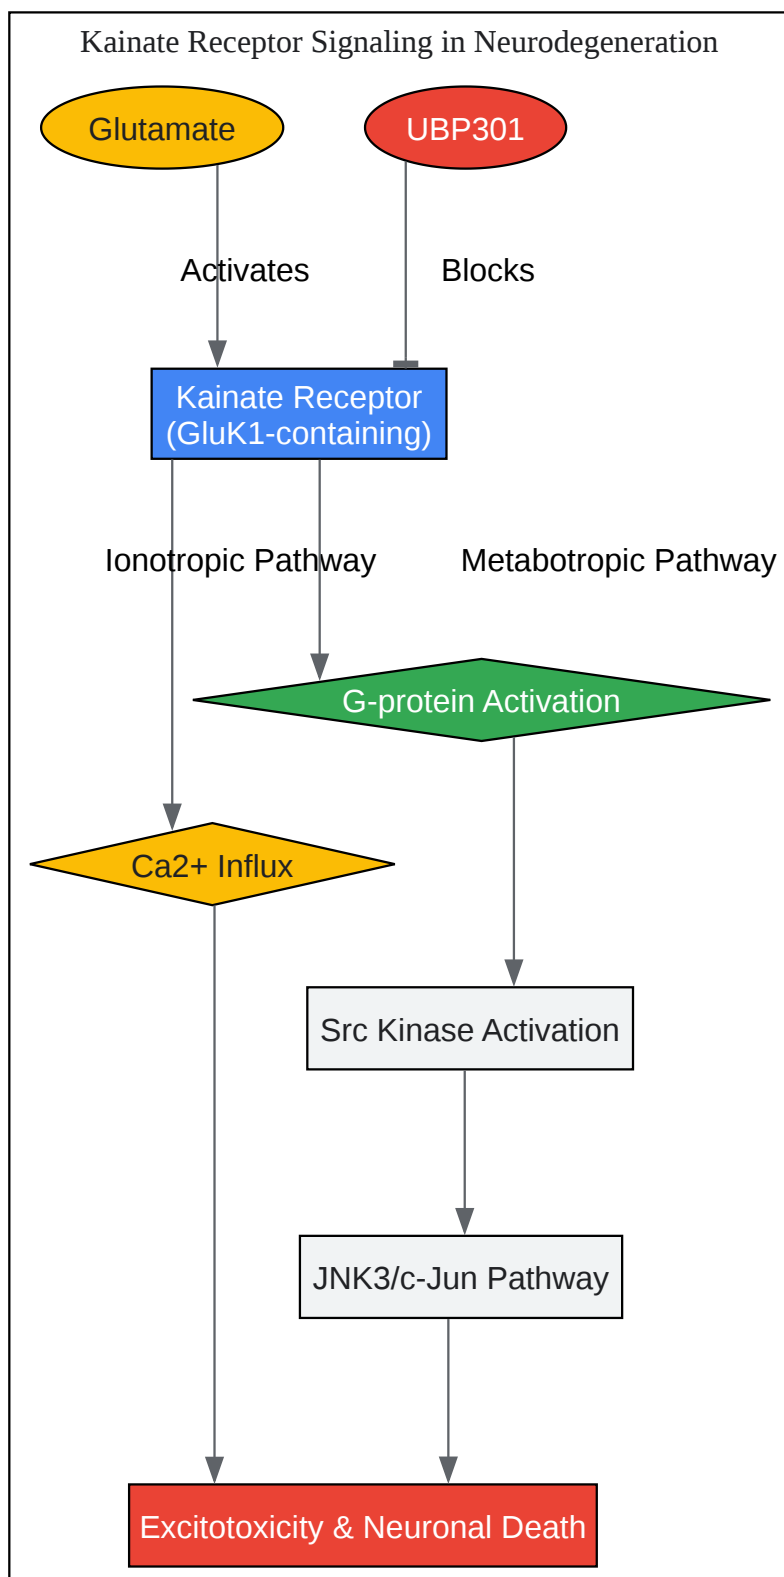 Kainate Receptor Signaling in Neurodegeneration
Glutamate
UBP301
Activates
Blocks
Kainate Receptor
(GluK1-containing)
Ionotropic Pathway
Metabotropic Pathway
G-protein Activation
Ca2+ Influx
Src Kinase Activation
JNK3/c-Jun Pathway
Excitotoxicity & Neuronal Death